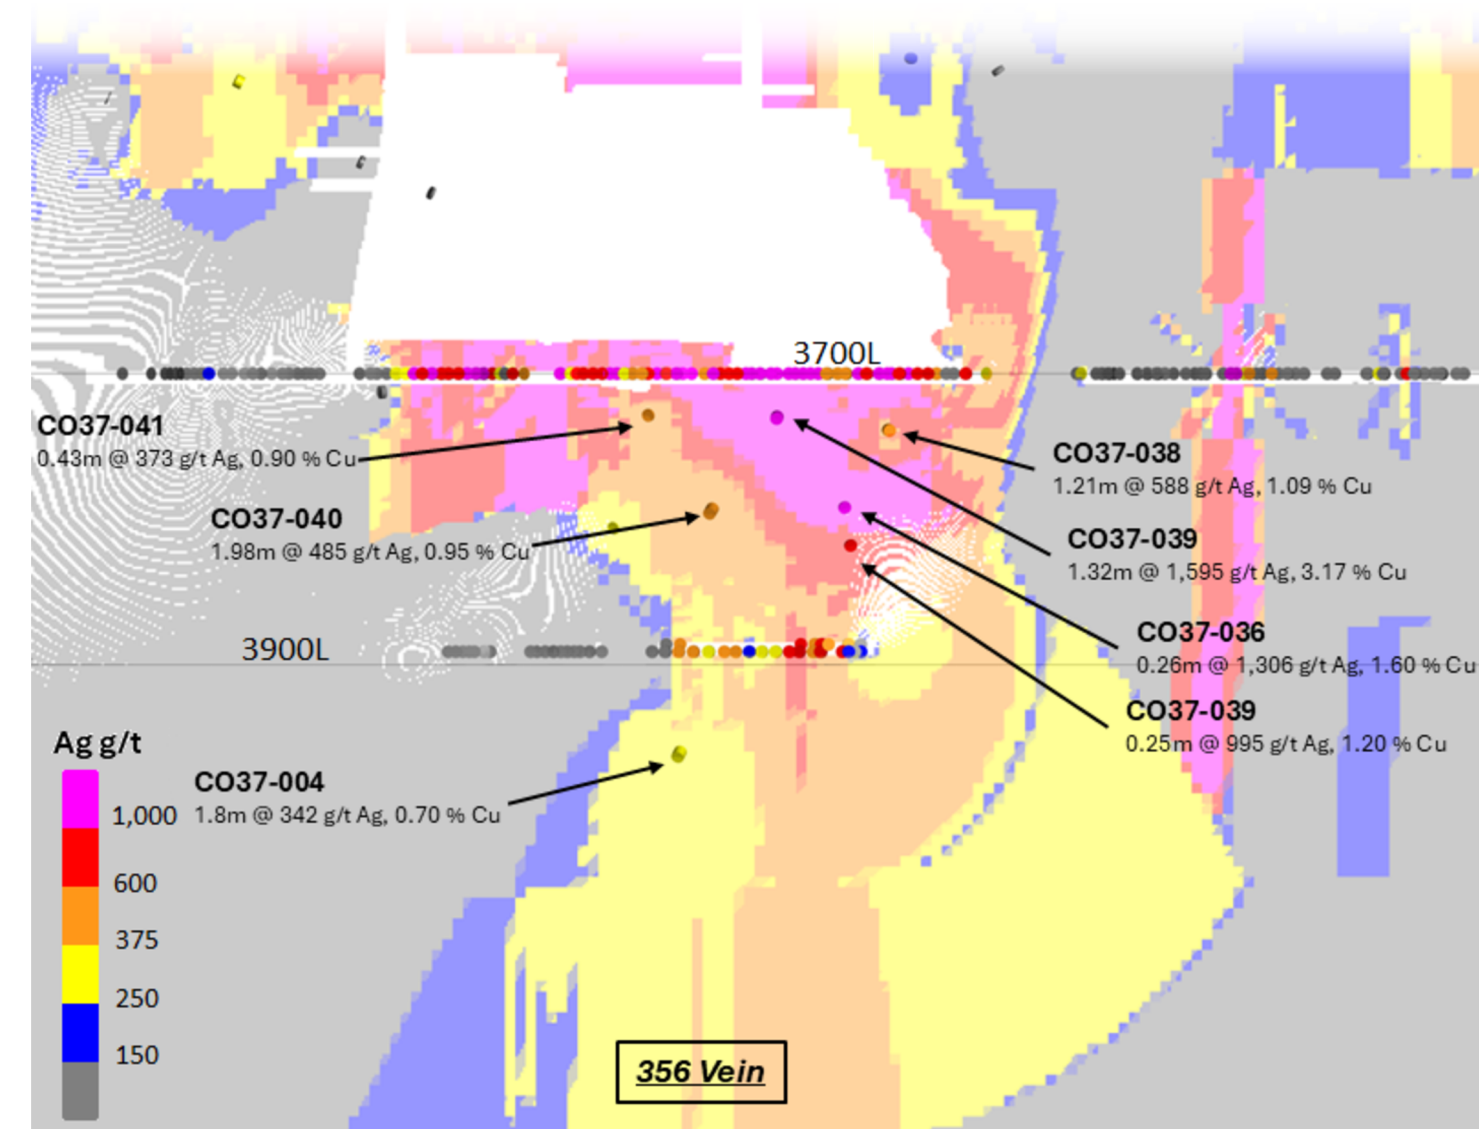 3700L
CO37-041
0.43m @ 373 g/t Ag, 0.90 % Cu
CO37-038
1.21m @ 588 g/t Ag, 1.09 % Cu
CO37-040
1.98m @ 485 g/t Ag, 0.95 % Cu
CO37-039
1.32m @ 1,595 g/t Ag, 3.17 % Cu
CO37-036
0.26m @ 1,306 g/t Ag, 1.60 % Cu
3900L
CO37-039
0.25m @ 995 g/t Ag, 1.20 % Cu
CO37-004
1.8m @ 342 g/t Ag, 0.70 % Cu
Ag g/t
1,000
600
375
250
150
356 Vein